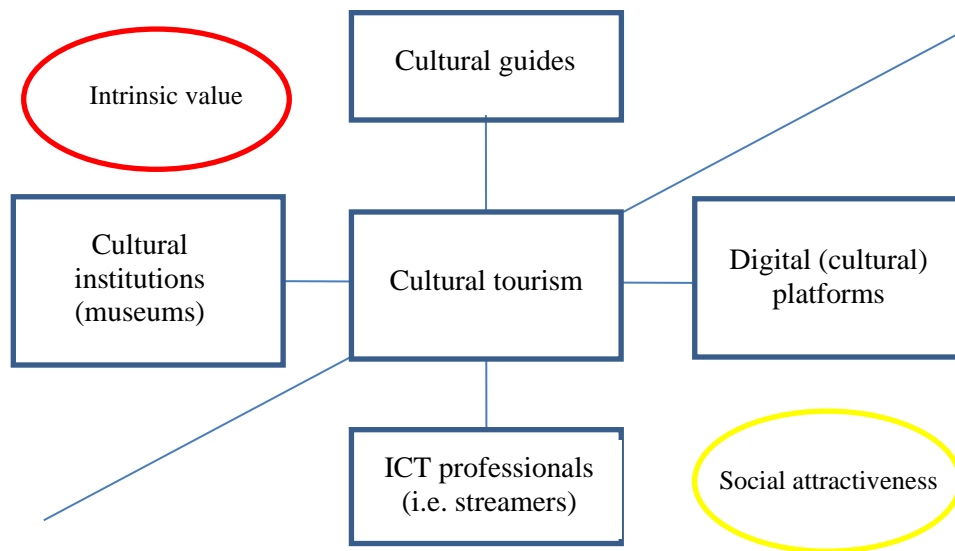 Cultural guides
Intrinsic value
Cultural
institutions
(museums)
Cultural tourism
Digital (cultural)
platforms
ICT professionals
(i.e. streamers)
Social attractiveness